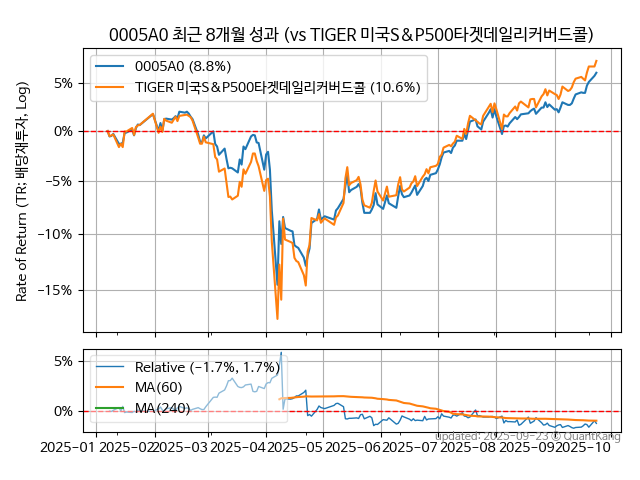 0005A0 최근 8개월 성과 (vs TIGER 미국S&P500타겟데일리커버드콜)
0005A0 (8.8%)
TIGER 미국S&P500타겟데일리커버드콜 (10.6%)
Rate of Return (TR: 배당재투자, Log)
5%
0%
−5%
−10%
−15%
Relative (−1.7%, 1.7%)
MA(60)
MA(240)
5%
0%
2025-01 2025-02 2025-03 2025-04 2025-05 2025-06 2025-07 2025-08 2025-09 2025-10
Updated: 2025-09-23 © QuantKang